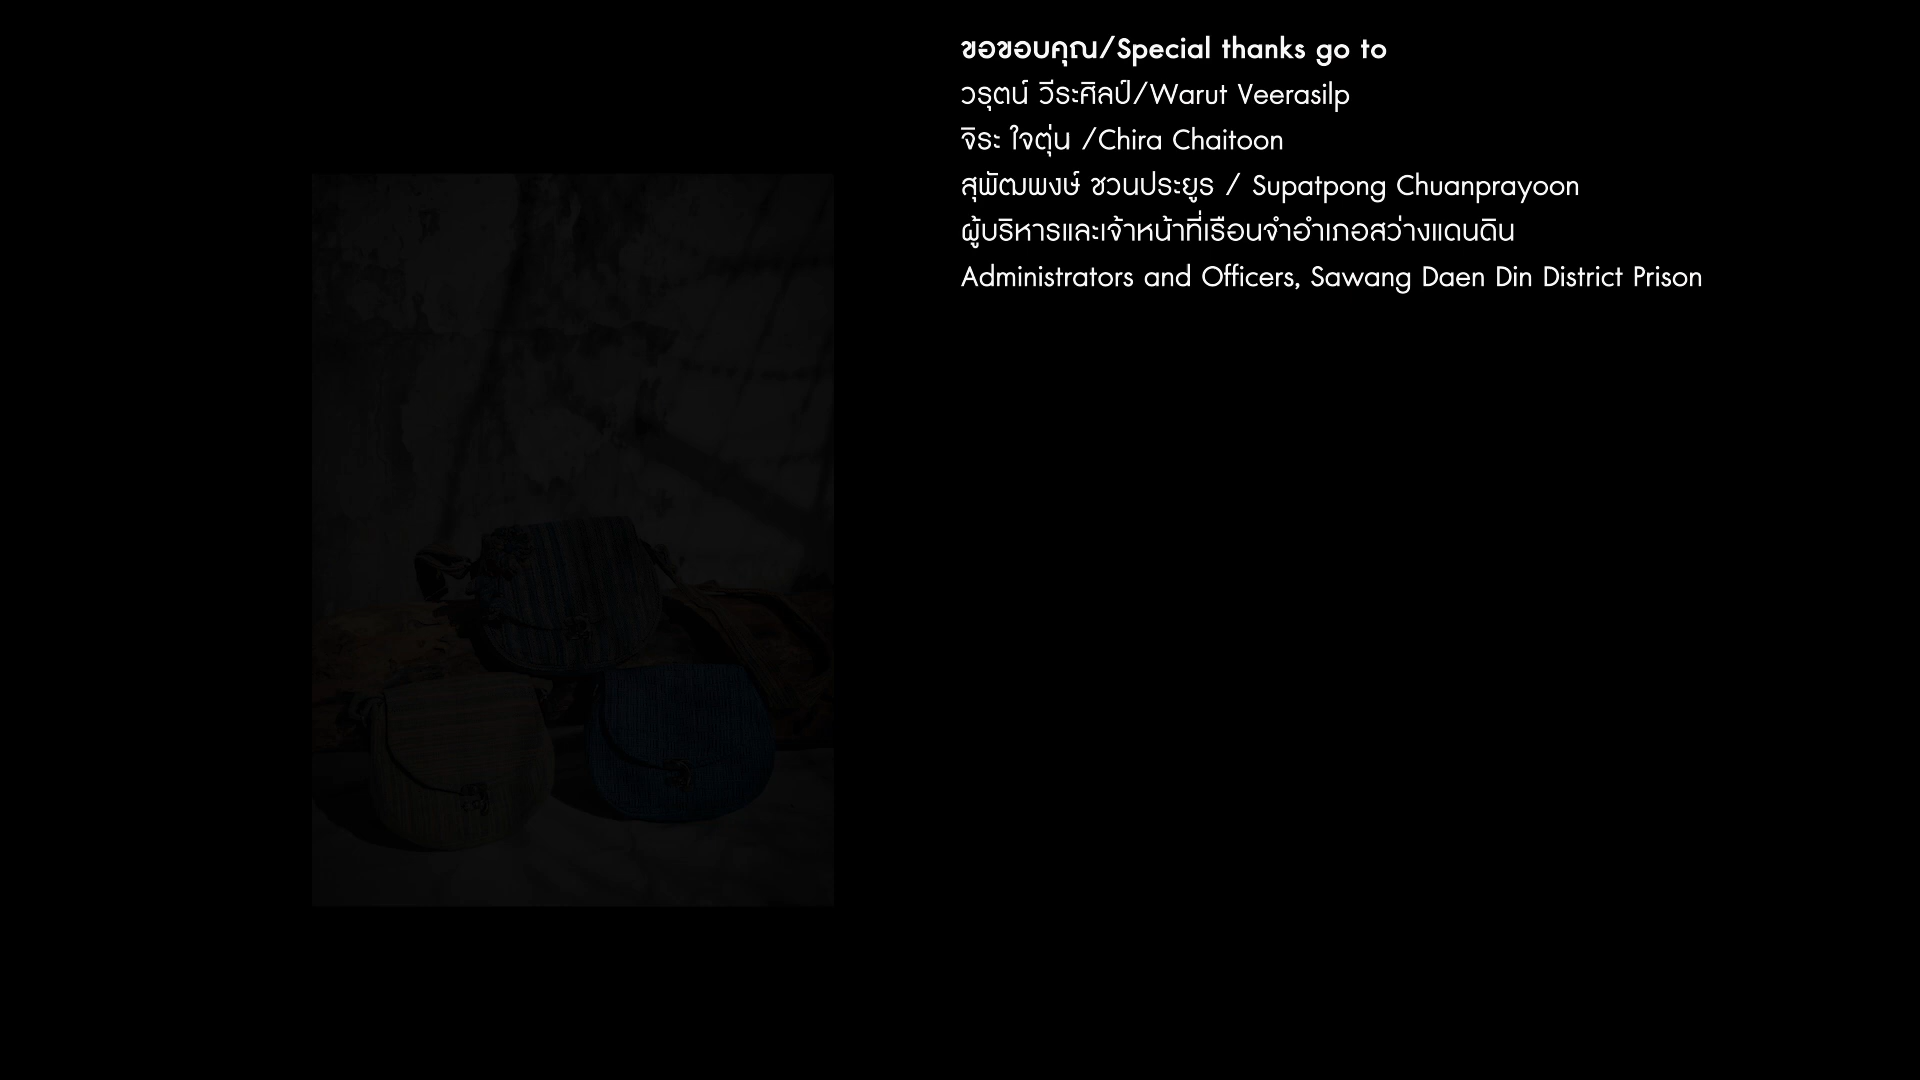 ขอขอบคุณ/Special thanks go to
วรุตน์ วีระศิลป์/Warut Veerasilp
จิระ ใจตุ่น /Chira Chaitoon
สุพัฒพงษ์ ชวนประยูร / Supatpong Chuanprayoon
ผู้บริหารและเจ้าหน้าที่เรือนจำอำเภอสว่างแดนดิน
Administrators and Officers, Sawang Daen Din District Prison